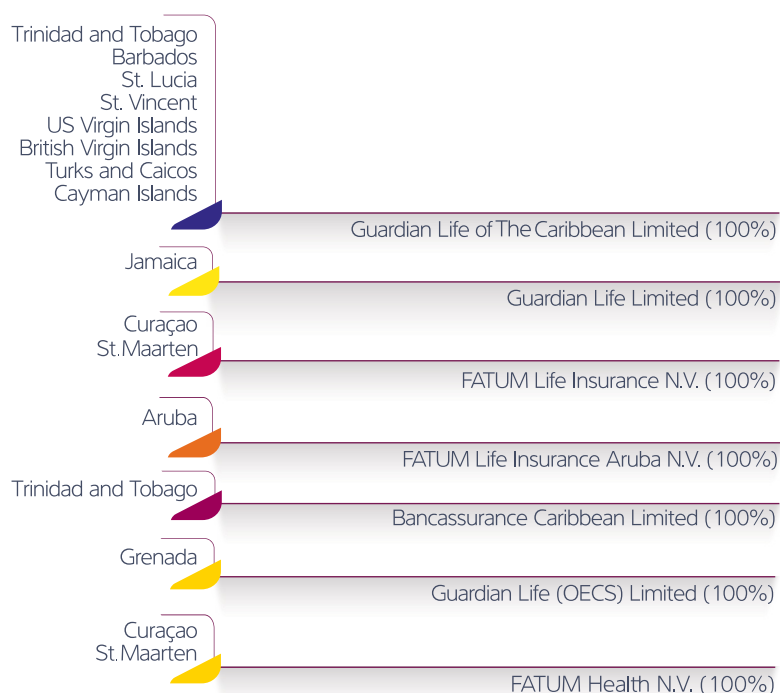 Trinidad and Tobago
Barbados
St. Lucia
St. Vincent
US Virgin Islands
British Virgin Islands
Turks and Caicos
Cayman Islands
Guardian Life of The Caribbean Limited (100%)
Jamaica
Guardian Life Limited (100%)
Curaçao
St. Maarten
FATUM Life Insurance N.V. (100%)
Aruba
FATUM Life Insurance Aruba N.V. (100%)
Trinidad and Tobago
Bancassurance Caribbean Limited (100%)
Grenada
Guardian Life (OECS) Limited (100%)
Curaçao
St. Maarten
FATUM Health N.V. (100%)